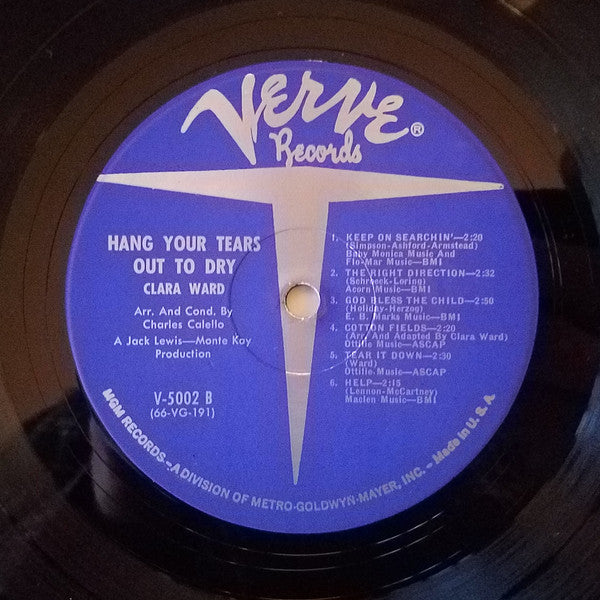 VERVE®
Records
HANG YOUR TEARS
OUT TO DRY
CLARA WARD
Arr. And Cond. By
Charles Calello
A Jack Lewis—Monte Kay
Production
V-5002 B
(66-VG-191)
1. KEEP ON SEARCHIN'—2:20
(Simpson-Ashford-Armstead)
Baby Monica Music And
Flo-Mar Music—BMI
2. THE RIGHT DIRECTION—2:32
(Schroeck-Loring)
Acorn Music—BMI
3. GOD BLESS THE CHILD—2:50
(Holiday-Herzog)
E. B. Marks Music—BMI
4. COTTON FIELDS—2:20
(Arr. And Adapted By Clara Ward)
Ottilie Music—ASCAP
5. TEAR IT DOWN—2:30
(Ward)
Ottilie Music—ASCAP
6. HELP—2:15
(Lennon-McCartney)
Maclen Music—BMI
MGM RECORDS—A DIVISION OF METRO-GOLDWYN-MAYER, INC. – Made in U. S. A.